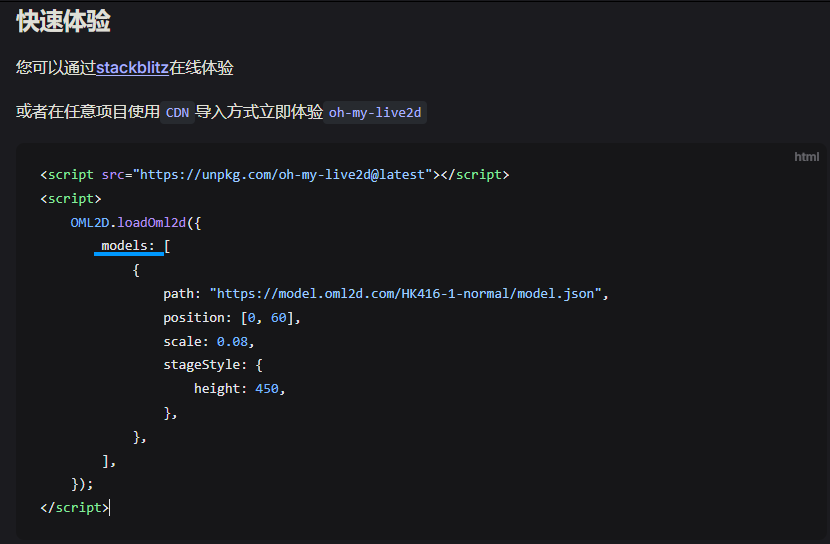 快速体验
您可以通过stackblitz在线体验
或者在任意项目使用 CDN 导入方式立即体验 oh-my-live2d
html
<script src="https://unpkg.com/oh-my-live2d@latest"></script>
<script>
    OML2D.loadOml2d({
        models: [
            {
                path: "https://model.oml2d.com/HK416-1-normal/model.json",
                position: [0, 60],
                scale: 0.08,
                stageStyle: {
                    height: 450,
                },
            },
        ],
    });
</script>